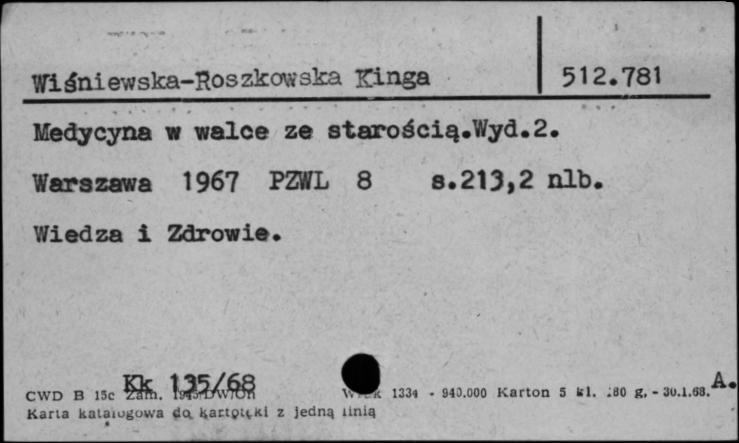 Wiśniewska-Roszkowska Kinga 512.781
Medycyna w walce ze starością.Wyd.2.
Warszawa 1967 PZWL 8 s.213,2 nlb.
Wiedza i Zdrowie.
Kk 135/68 A.
CWD B 15c Zam. 1334 - 940.000 Karton 5 kl. 180 g. - 30.1.68.
Karta katalogowa do kartoteki z jedną linią